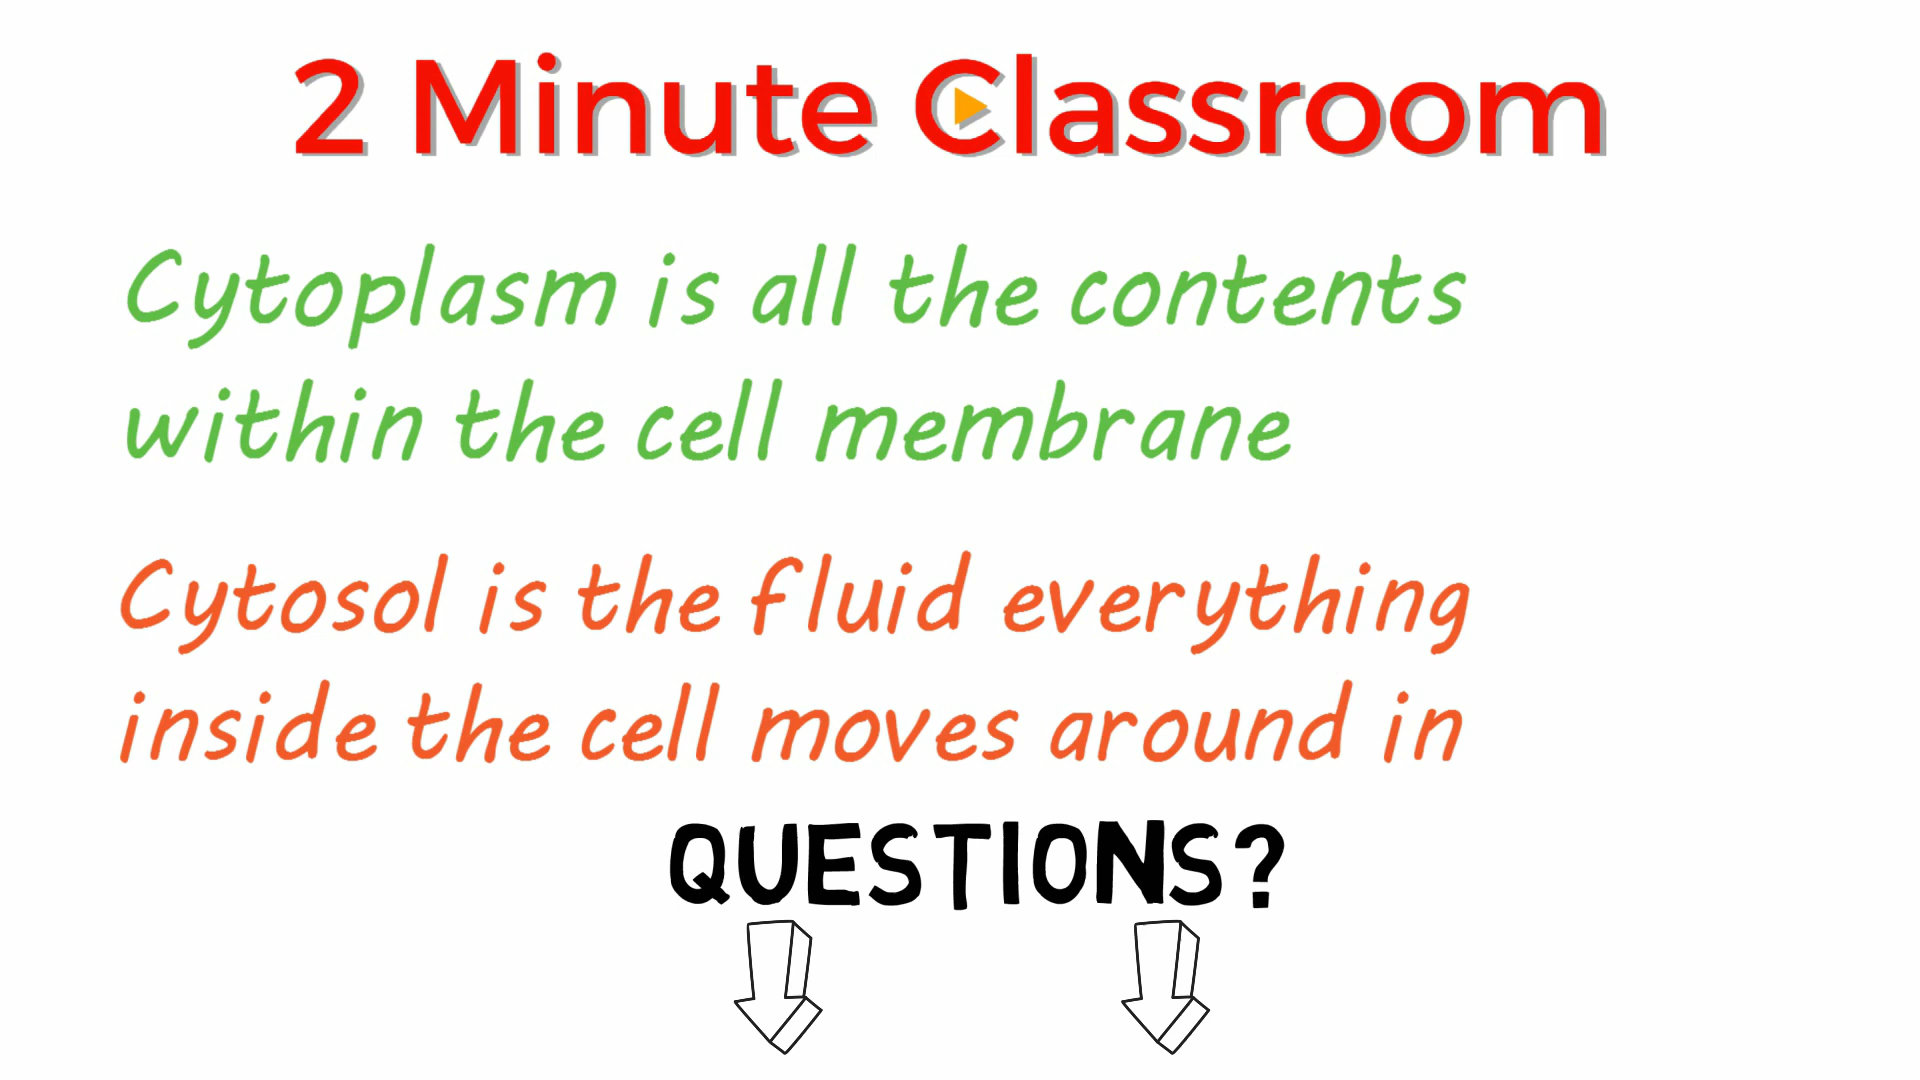 2 Minute Classroom
Cytoplasm is all the contents
within the cell membrane
Cytosol is the fluid everything
inside the cell moves around in
QUESTIONS?